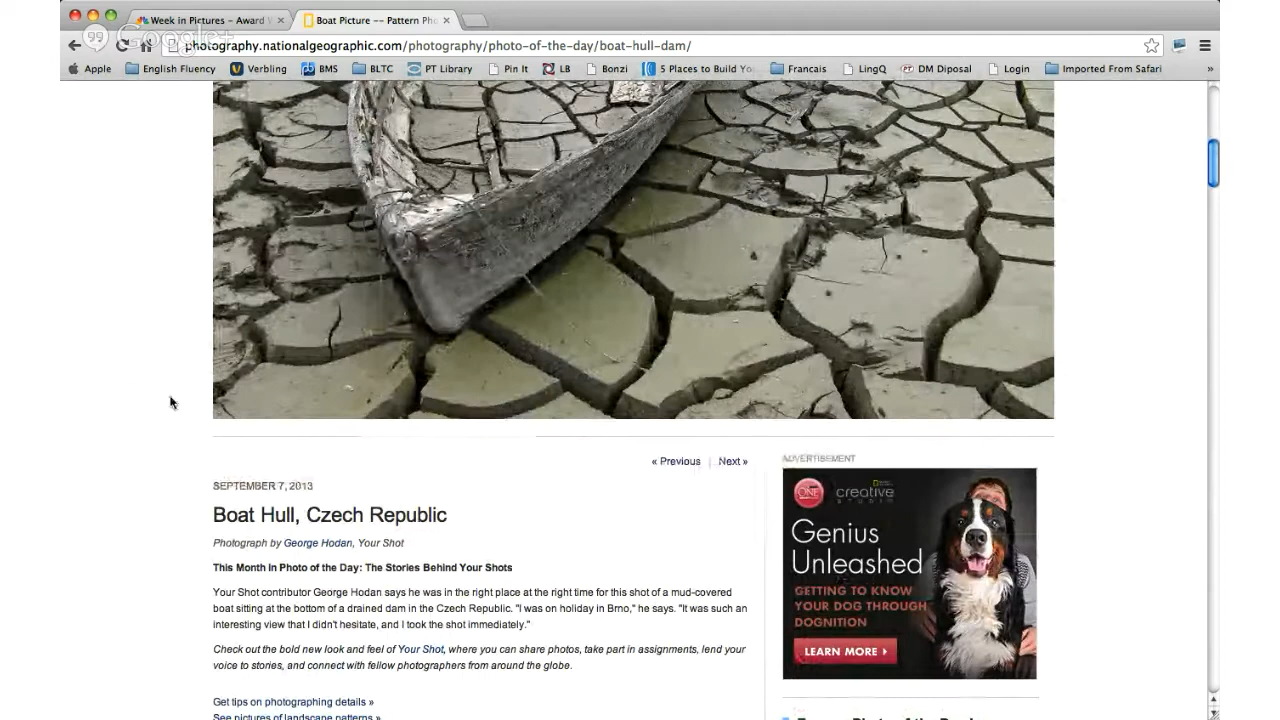 Week in Pictures - Award
Boat Picture -- Pattern Pho
Google+
photography.nationalgeographic.com/photography/photo-of-the-day/boat-hull-dam/
Apple English Fluency Verbling BMS BLTC PT Library Pin It LB Bonzi 5 Places to Build Yo Francais LingQ DM Diposal Login Imported From Safari »
« Previous | Next »
ADVERTISEMENT
SEPTEMBER 7, 2013
Boat Hull, Czech Republic
Photograph by George Hodan, Your Shot
This Month in Photo of the Day: The Stories Behind Your Shots
Your Shot contributor George Hodan says he was in the right place at the right time for this shot of a mud-covered
boat sitting at the bottom of a drained dam in the Czech Republic. "I was on holiday in Brno," he says. "It was such an
interesting view that I didn't hesitate, and I took the shot immediately."
Check out the bold new look and feel of Your Shot, where you can share photos, take part in assignments, lend your
voice to stories, and connect with fellow photographers from around the globe.
Get tips on photographing details »
See pictures of landscape patterns »
ONE
creative
STUDIO
Genius
Unleashed
GETTING TO KNOW
YOUR DOG THROUGH
DOGNITION
LEARN MORE